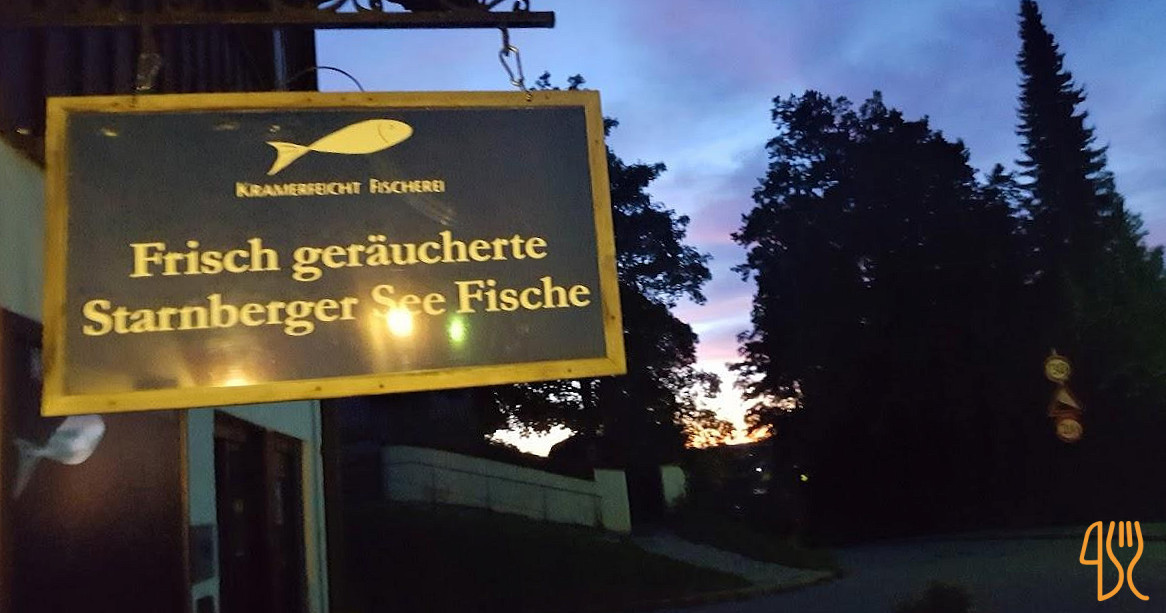 KRAMERFEICHT FISCHEREI
Frisch geräucherte
Starnberger See Fische